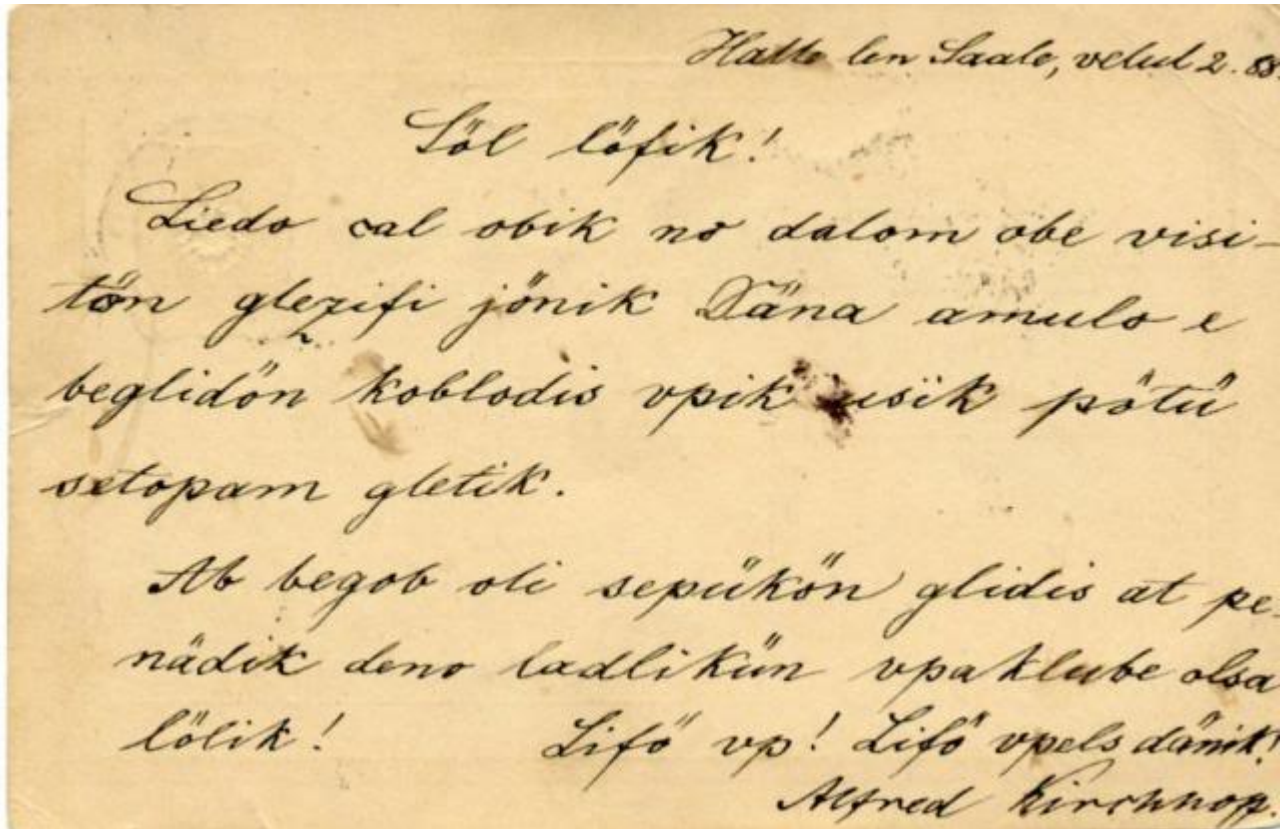 Halle len Saale, velul 2. 88.
Söl löfik!
Liedo cal obik no dalom obe visi-
tön glezifi jönik Däna amulo e
beglidön koblodis vpik usik pötü
setopam gletik.
Ab begob oli sepükön glidis at pe-
nädik deno ladlikün vpaklube olsa
lölik! Lifö vp! Lifö vpels dänik!
Alfred Kirchhoff.